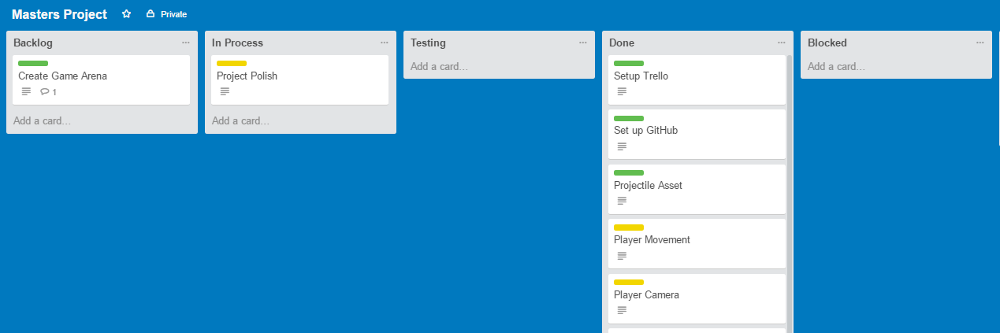 Masters Project Private
Backlog ...
Create Game Arena
1
Add a card...
In Process ...
Project Polish
Add a card...
Testing ...
Add a card...
Done ...
Setup Trello
Set up GitHub
Projectile Asset
Player Movement
Player Camera
Blocked ...
Add a card...